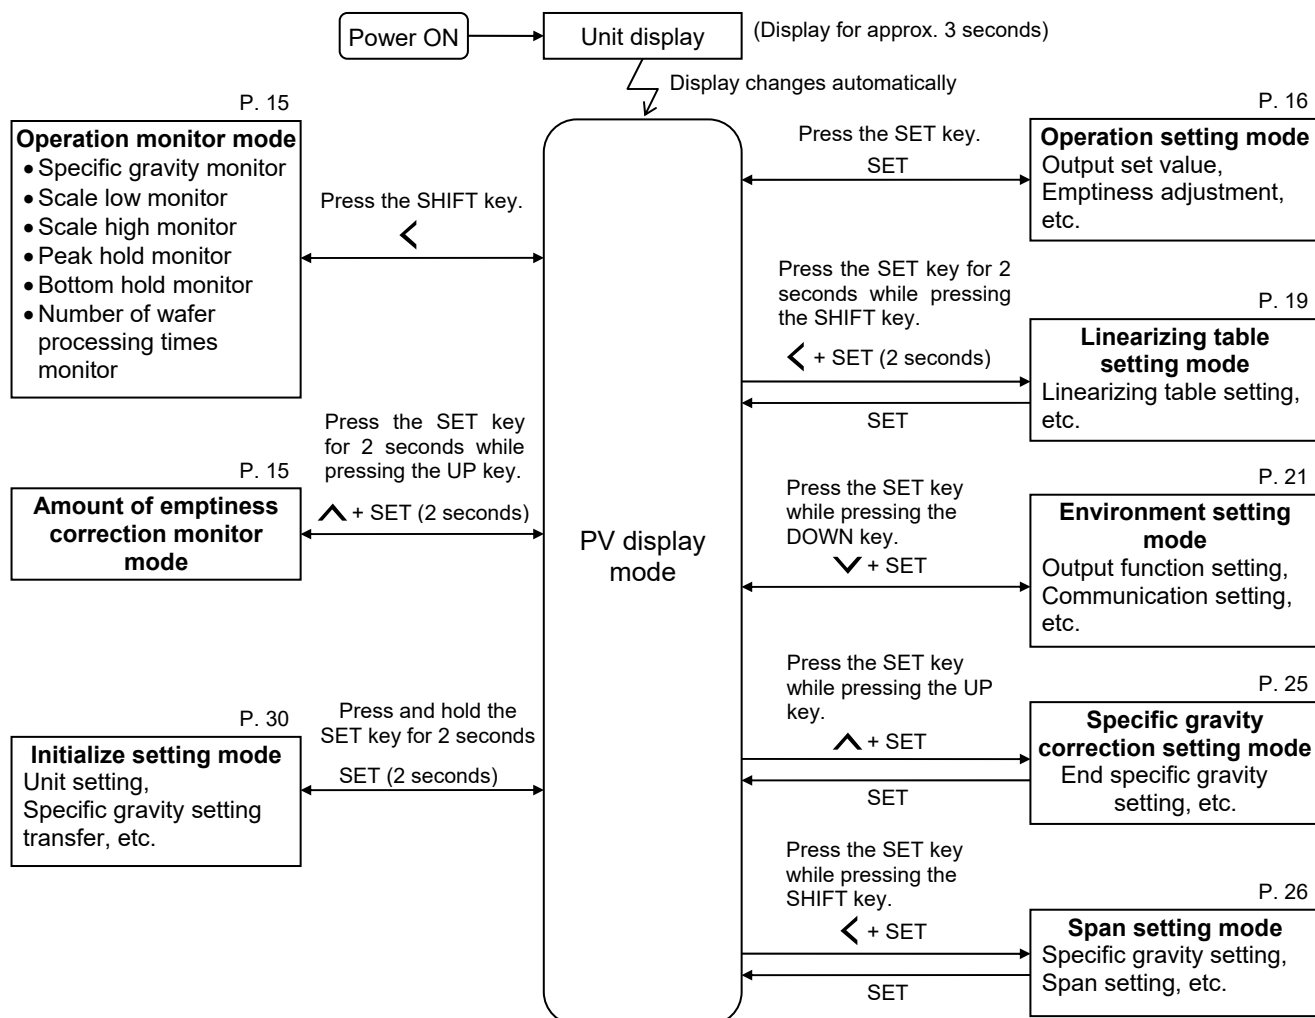 Power ON
Unit display
(Display for approx. 3 seconds)
Display changes automatically
P. 15
Operation monitor mode
• Specific gravity monitor
• Scale low monitor
• Scale high monitor
• Peak hold monitor
• Bottom hold monitor
• Number of wafer
processing times
monitor
Press the SHIFT key.
<
P. 15
Amount of emptiness
correction monitor
mode
Press the SET key
for 2 seconds while
pressing the UP key.
∧ + SET (2 seconds)
P. 30
Initialize setting mode
Unit setting,
Specific gravity setting
transfer, etc.
Press and hold the
SET key for 2 seconds
SET (2 seconds)
PV display
mode
Press the SET key.
SET
P. 16
Operation setting mode
Output set value,
Emptiness adjustment,
etc.
Press the SET key for 2
seconds while pressing
the SHIFT key.
< + SET (2 seconds)
SET
P. 19
Linearizing table
setting mode
Linearizing table setting,
etc.
Press the SET key
while pressing the
DOWN key.
∨ + SET
P. 21
Environment setting
mode
Output function setting,
Communication setting,
etc.
Press the SET key
while pressing the UP
key.
∧ + SET
SET
P. 25
Specific gravity
correction setting mode
End specific gravity
setting, etc.
Press the SET key
while pressing the
SHIFT key.
< + SET
SET
P. 26
Span setting mode
Specific gravity setting,
Span setting, etc.